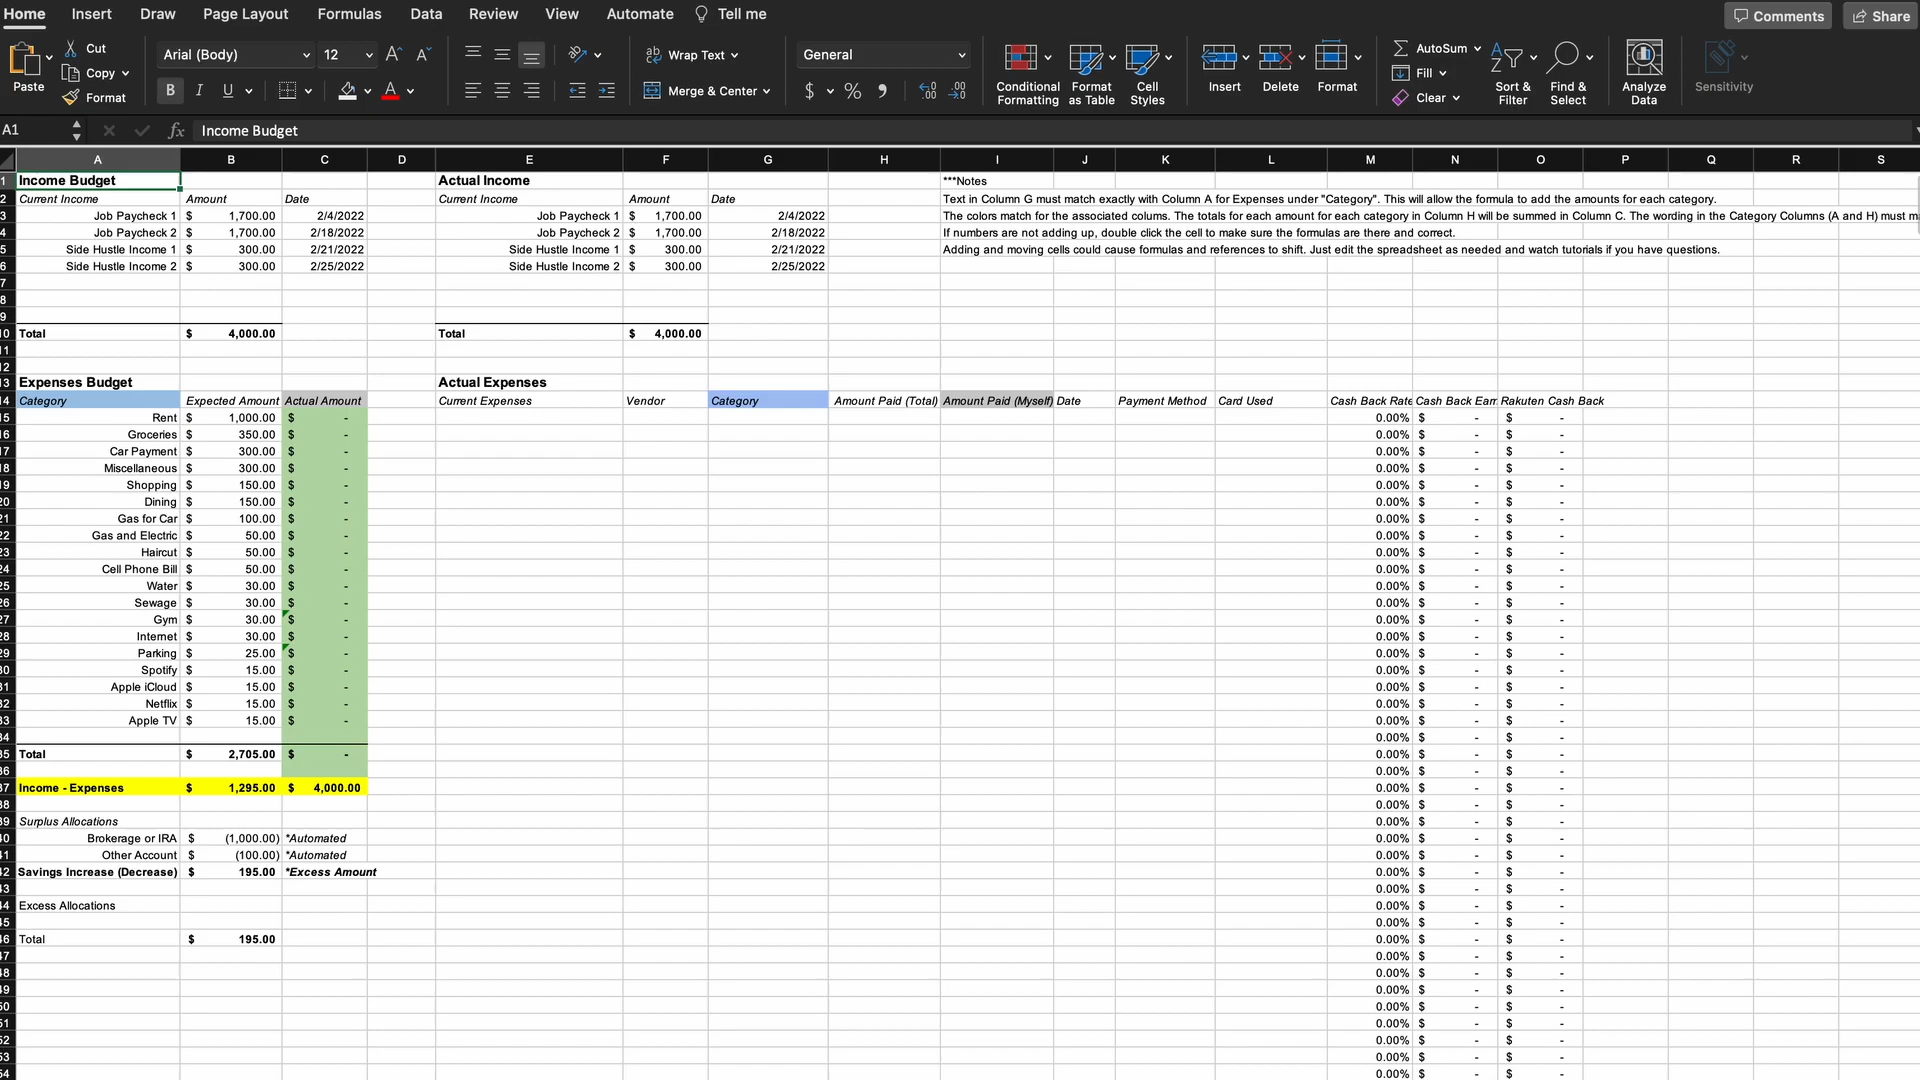 Home Insert Draw Page Layout Formulas Data Review View Automate Tell me Comments Share
Paste Cut Copy Format
Arial (Body) 12 A^ A˅
B I U A
Wrap Text
Merge & Center
General
$ % 9
Conditional Formatting Format as Table Cell Styles Insert Delete Format
AutoSum Fill Clear
Sort & Filter Find & Select Analyze Data Sensitivity
A1 fx Income Budget
A B C D E F G H I J K L M N O P Q R S
1 Income Budget Actual Income ***Notes
2 Current Income Amount Date Current Income Amount Date Text in Column G must match exactly with Column A for Expenses under "Category". This will allow the formula to add the amounts for each category.
3 Job Paycheck 1 $ 1,700.00 2/4/2022 Job Paycheck 1 $ 1,700.00 2/4/2022 The colors match for the associated colums. The totals for each amount for each category in Column H will be summed in Column C. The wording in the Category Columns (A and H) must m
4 Job Paycheck 2 $ 1,700.00 2/18/2022 Job Paycheck 2 $ 1,700.00 2/18/2022 If numbers are not adding up, double click the cell to make sure the formulas are there and correct.
5 Side Hustle Income 1 $ 300.00 2/21/2022 Side Hustle Income 1 $ 300.00 2/21/2022 Adding and moving cells could cause formulas and references to shift. Just edit the spreadsheet as needed and watch tutorials if you have questions.
6 Side Hustle Income 2 $ 300.00 2/25/2022 Side Hustle Income 2 $ 300.00 2/25/2022
7
8
9
10 Total $ 4,000.00 Total $ 4,000.00
11
12
13 Expenses Budget Actual Expenses
14 Category Expected Amount Actual Amount Current Expenses Vendor Category Amount Paid (Total) Amount Paid (Myself) Date Payment Method Card Used Cash Back Rate Cash Back Earn Rakuten Cash Back
15 Rent $ 1,000.00 $ - 0.00% $ - $ -
16 Groceries $ 350.00 $ - 0.00% $ - $ -
17 Car Payment $ 300.00 $ - 0.00% $ - $ -
18 Miscellaneous $ 300.00 $ - 0.00% $ - $ -
19 Shopping $ 150.00 $ - 0.00% $ - $ -
20 Dining $ 150.00 $ - 0.00% $ - $ -
21 Gas for Car $ 100.00 $ - 0.00% $ - $ -
22 Gas and Electric $ 50.00 $ - 0.00% $ - $ -
23 Haircut $ 50.00 $ - 0.00% $ - $ -
24 Cell Phone Bill $ 50.00 $ - 0.00% $ - $ -
25 Water $ 30.00 $ - 0.00% $ - $ -
26 Sewage $ 30.00 $ - 0.00% $ - $ -
27 Gym $ 30.00 $ - 0.00% $ - $ -
28 Internet $ 30.00 $ - 0.00% $ - $ -
29 Parking $ 25.00 $ - 0.00% $ - $ -
30 Spotify $ 15.00 $ - 0.00% $ - $ -
31 Apple iCloud $ 15.00 $ - 0.00% $ - $ -
32 Netflix $ 15.00 $ - 0.00% $ - $ -
33 Apple TV $ 15.00 $ - 0.00% $ - $ -
34 0.00% $ - $ -
35 Total $ 2,705.00 $ - 0.00% $ - $ -
36 0.00% $ - $ -
37 Income - Expenses $ 1,295.00 $ 4,000.00 0.00% $ - $ -
38 0.00% $ - $ -
39 Surplus Allocations 0.00% $ - $ -
40 Brokerage or IRA $ (1,000.00) *Automated 0.00% $ - $ -
41 Other Account $ (100.00) *Automated 0.00% $ - $ -
42 Savings Increase (Decrease) $ 195.00 *Excess Amount 0.00% $ - $ -
43 0.00% $ - $ -
44 Excess Allocations 0.00% $ - $ -
45 0.00% $ - $ -
46 Total $ 195.00 0.00% $ - $ -
47 0.00% $ - $ -
48 0.00% $ - $ -
49 0.00% $ - $ -
50 0.00% $ - $ -
51 0.00% $ - $ -
52 0.00% $ - $ -
53 0.00% $ - $ -
54 0.00% $ - $ -